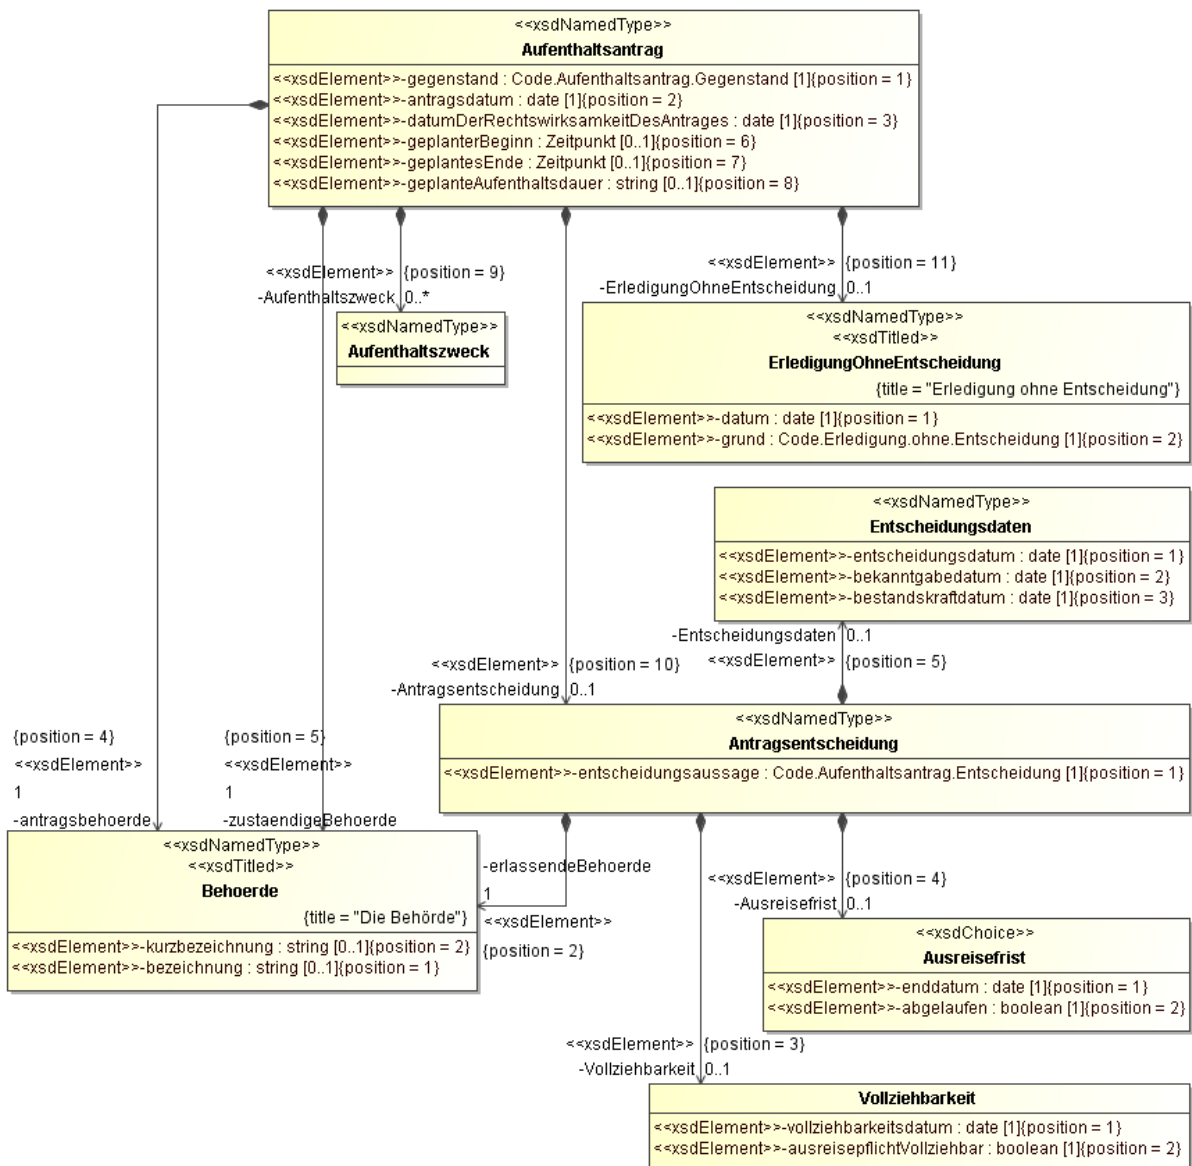 <<xsdNamedType>>
Aufenthaltsantrag
<<xsdElement>>-gegenstand : Code.Aufenthaltsantrag.Gegenstand [1]{position = 1}
<<xsdElement>>-antragsdatum : date [1]{position = 2}
<<xsdElement>>-datumDerRechtswirksamkeitDesAntrages : date [1]{position = 3}
<<xsdElement>>-geplanterBeginn : Zeitpunkt [0..1]{position = 6}
<<xsdElement>>-geplantesEnde : Zeitpunkt [0..1]{position = 7}
<<xsdElement>>-geplanteAufenthaltsdauer : string [0..1]{position = 8}
<<xsdElement>> {position = 9}
-Aufenthaltszweck 0..*
<<xsdNamedType>>
Aufenthaltszweck
<<xsdElement>> {position = 11}
-ErledigungOhneEntscheidung 0..1
<<xsdNamedType>>
<<xsdTitled>>
ErledigungOhneEntscheidung
{title = "Erledigung ohne Entscheidung"}
<<xsdElement>>-datum : date [1]{position = 1}
<<xsdElement>>-grund : Code.Erledigung.ohne.Entscheidung [1]{position = 2}
<<xsdNamedType>>
Entscheidungsdaten
<<xsdElement>>-entscheidungsdatum : date [1]{position = 1}
<<xsdElement>>-bekanntgabedatum : date [1]{position = 2}
<<xsdElement>>-bestandskraftdatum : date [1]{position = 3}
-Entscheidungsdaten 0..1
<<xsdElement>> {position = 5}
<<xsdElement>> {position = 10}
-Antragsentscheidung 0..1
<<xsdNamedType>>
Antragsentscheidung
<<xsdElement>>-entscheidungsaussage : Code.Aufenthaltsantrag.Entscheidung [1]{position = 1}
{position = 4}
<<xsdElement>>
1
-antragsbehoerde
{position = 5}
<<xsdElement>>
1
-zustaendigeBehoerde
<<xsdNamedType>>
<<xsdTitled>>
Behoerde
{title = "Die Behörde"}
<<xsdElement>>-kurzbezeichnung : string [0..1]{position = 2}
<<xsdElement>>-bezeichnung : string [0..1]{position = 1}
-erlassendeBehoerde
1
<<xsdElement>>
{position = 2}
<<xsdElement>> {position = 4}
-Ausreisefrist 0..1
<<xsdChoice>>
Ausreisefrist
<<xsdElement>>-enddatum : date [1]{position = 1}
<<xsdElement>>-abgelaufen : boolean [1]{position = 2}
<<xsdElement>> {position = 3}
-Vollziehbarkeit 0..1
Vollziehbarkeit
<<xsdElement>>-vollziehbarkeitsdatum : date [1]{position = 1}
<<xsdElement>>-ausreisepflichtVollziehbar : boolean [1]{position = 2}